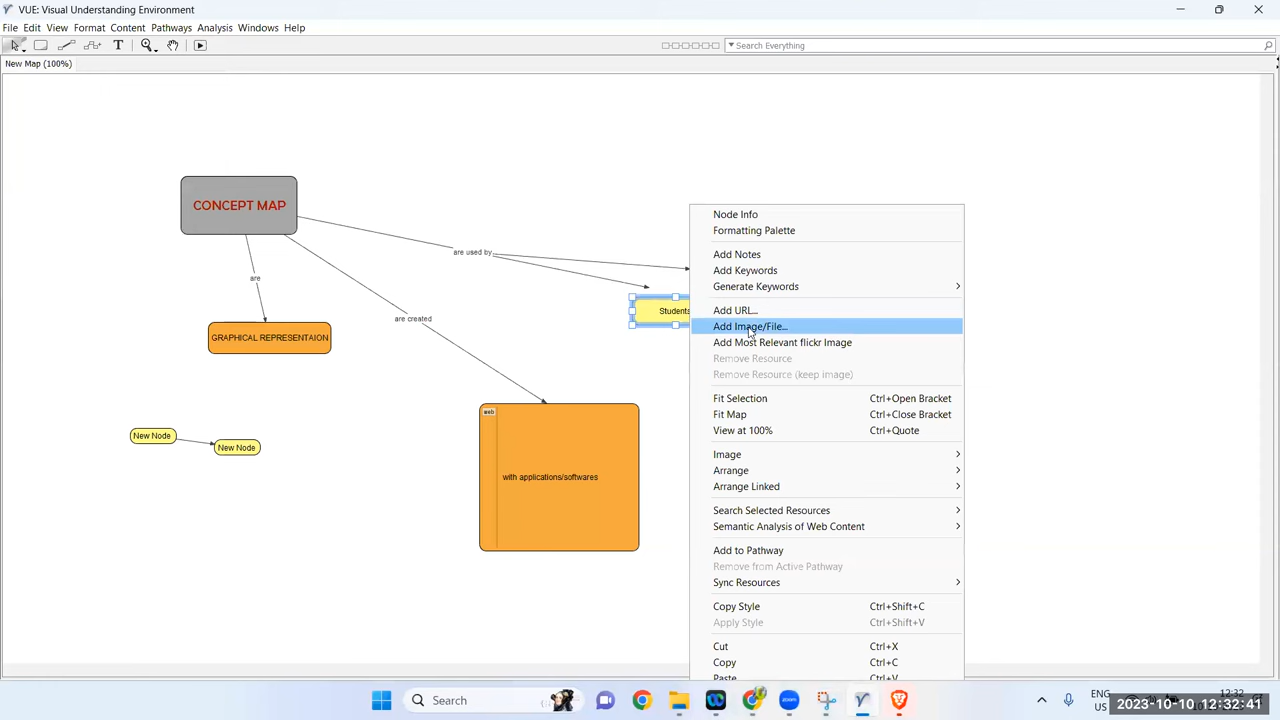 VUE: Visual Understanding Environment
File Edit View Format Content Pathways Analysis Windows Help
Search Everything
New Map (100%)
CONCEPT MAP
are used by
are
are created
GRAPHICAL REPRESENTAION
Students
New Node
New Node
web
with applications/softwares
Node Info
Formatting Palette
Add Notes
Add Keywords
Generate Keywords
Add URL...
Add Image/File...
Add Most Relevant flickr Image
Remove Resource
Remove Resource (keep image)
Fit Selection Ctrl+Open Bracket
Fit Map Ctrl+Close Bracket
View at 100% Ctrl+Quote
Image
Arrange
Arrange Linked
Search Selected Resources
Semantic Analysis of Web Content
Add to Pathway
Remove from Active Pathway
Sync Resources
Copy Style Ctrl+Shift+C
Apply Style Ctrl+Shift+V
Cut Ctrl+X
Copy Ctrl+C
Paste Ctrl+V
Search
ENG
US
12:32
2023-10-10 12:32:41